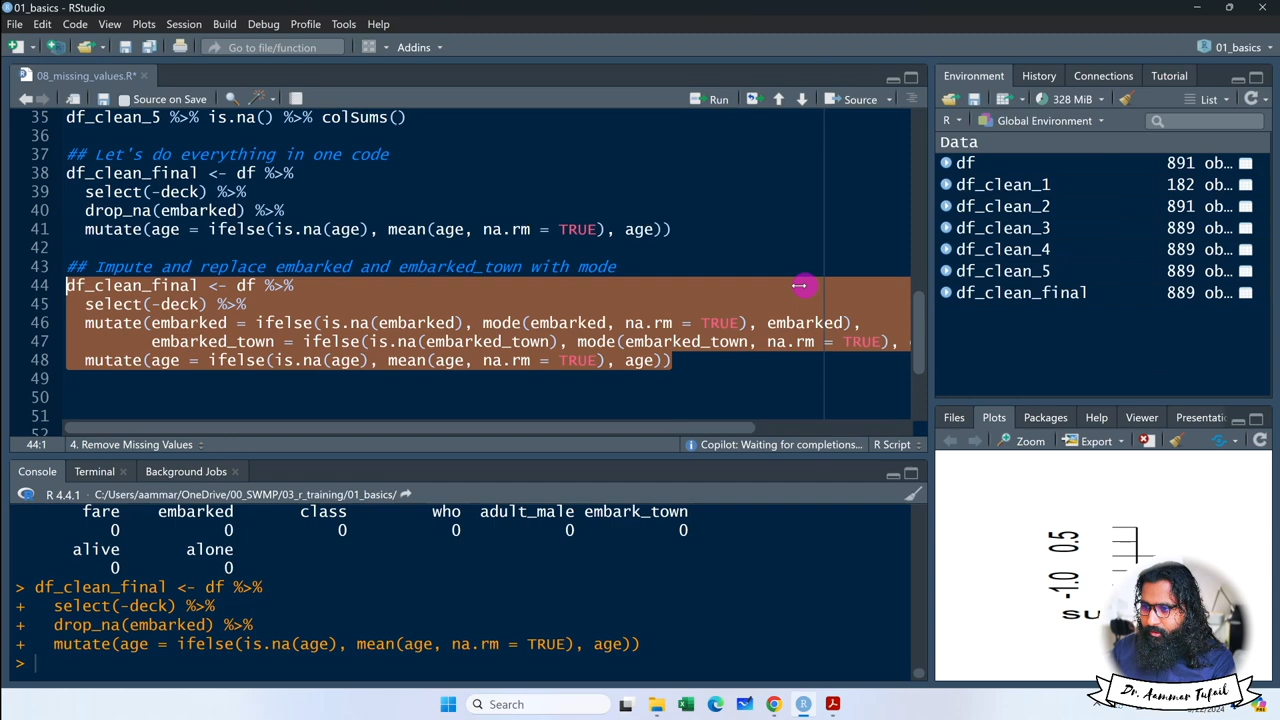 01_basics - RStudio
File Edit Code View Plots Session Build Debug Profile Tools Help
Go to file/function Addins 01_basics
08_missing_values.R*
Source on Save Run Source
35 df_clean_5 %>% is.na() %>% colSums()
36
37 ## Let's do everything in one code
38 df_clean_final <- df %>%
39 select(-deck) %>%
40 drop_na(embarked) %>%
41 mutate(age = ifelse(is.na(age), mean(age, na.rm = TRUE), age))
42
43 ## Impute and replace embarked and embarked_town with mode
44 df_clean_final <- df %>%
45 select(-deck) %>%
46 mutate(embarked = ifelse(is.na(embarked), mode(embarked, na.rm = TRUE), embarked),
47 embarked_town = ifelse(is.na(embarked_town), mode(embarked_town, na.rm = TRUE),
48 mutate(age = ifelse(is.na(age), mean(age, na.rm = TRUE), age))
49
50
51
52
44:1 4. Remove Missing Values Copilot: Waiting for completions... R Script
Console Terminal Background Jobs
R 4.4.1 · C:/Users/aammar/OneDrive/00_SWMP/03_r_training/01_basics/
fare embarked class who adult_male embark_town
0 0 0 0 0 0
alive alone
0 0
> df_clean_final <- df %>%
+ select(-deck) %>%
+ drop_na(embarked) %>%
+ mutate(age = ifelse(is.na(age), mean(age, na.rm = TRUE), age))
>
Environment History Connections Tutorial
328 MiB List
R Global Environment
Data
df 891 ob...
df_clean_1 182 ob...
df_clean_2 891 ob...
df_clean_3 889 ob...
df_clean_4 889 ob...
df_clean_5 889 ob...
df_clean_final 889 ob...
Files Plots Packages Help Viewer Presentati
Zoom Export
0.5
-1.0
Dr. Aammar Tufail
Search